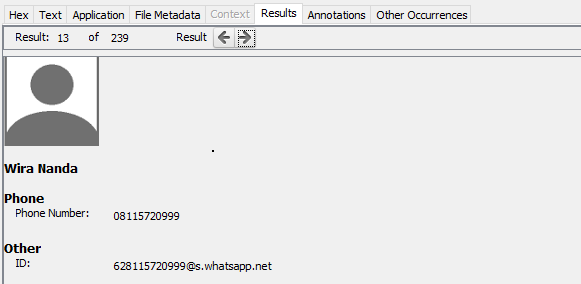 Hex Text Application File Metadata Context Results Annotations Other Occurrences
Result: 13 of 239 Result
Wira Nanda
Phone
Phone Number: 08115720999
Other
ID: 628115720999@s.whatsapp.net